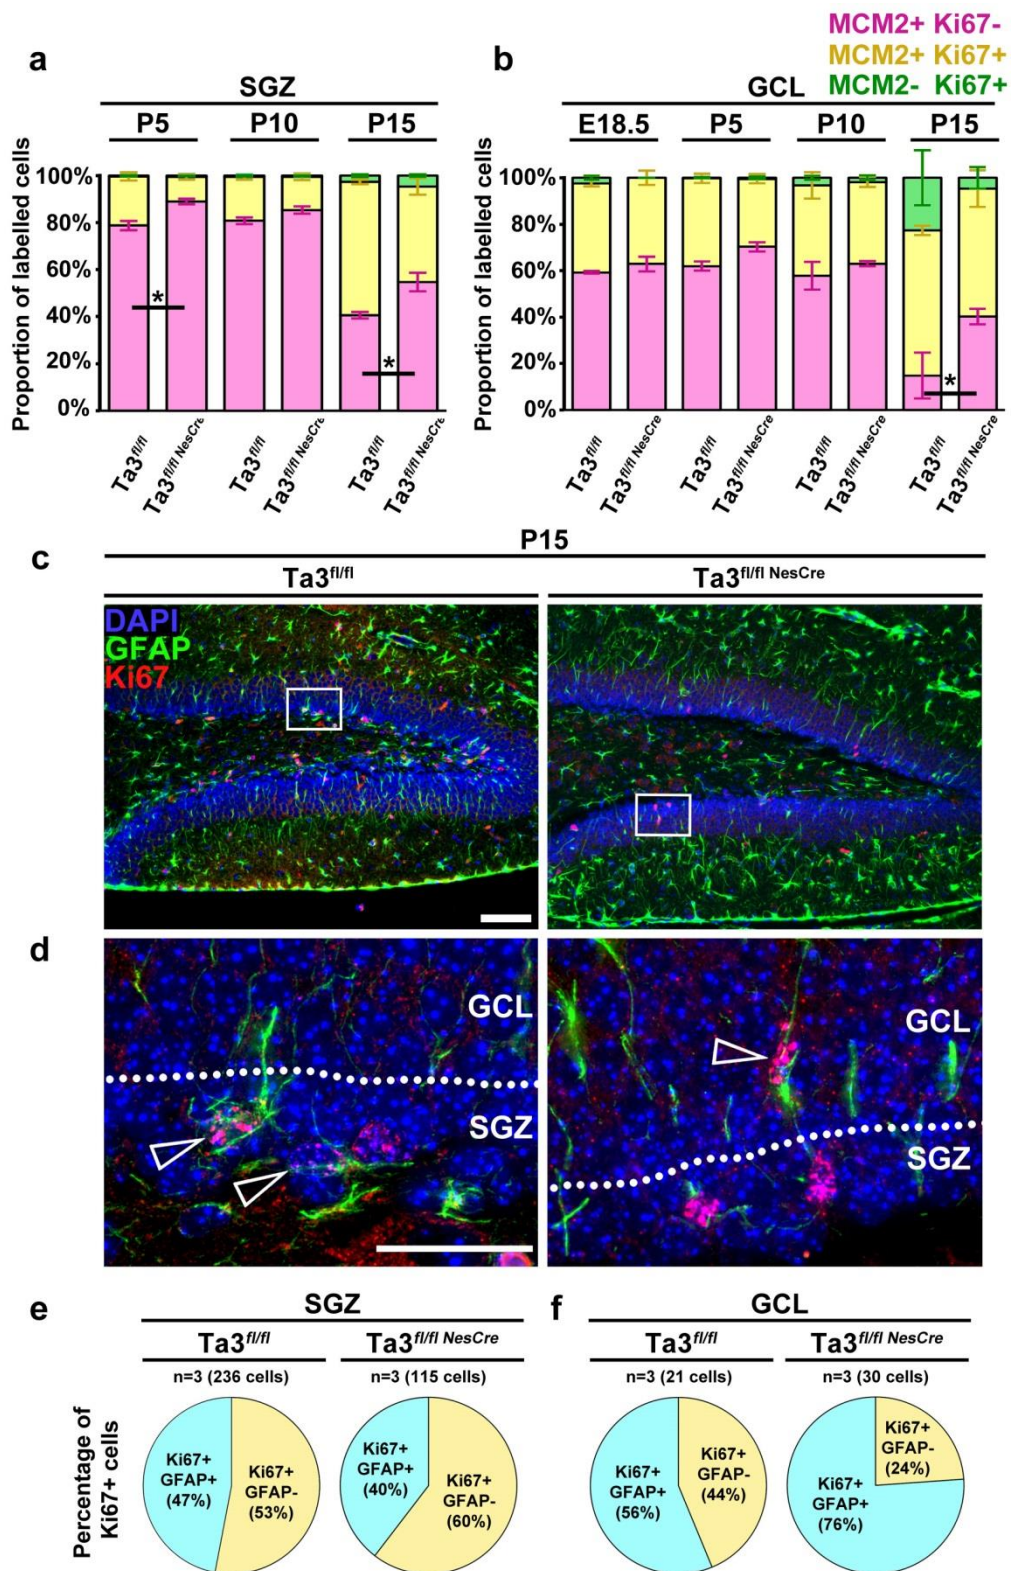 MCM2+ Ki67-
MCM2+ Ki67+
MCM2- Ki67+
a
SGZ
P5 P10 P15
Proportion of labelled cells
100%
80%
60%
40%
20%
0%
*
*
Ta3fl/fl
Ta3fl/fl NesCre
Ta3fl/fl
Ta3fl/fl NesCre
Ta3fl/fl
Ta3fl/fl NesCre
b
GCL
E18.5 P5 P10 P15
Proportion of labelled cells
100%
80%
60%
40%
20%
0%
*
Ta3fl/fl
Ta3fl/fl NesCre
Ta3fl/fl
Ta3fl/fl NesCre
Ta3fl/fl
Ta3fl/fl NesCre
Ta3fl/fl
Ta3fl/fl NesCre
P15
c
Ta3fl/fl
Ta3fl/fl NesCre
DAPI
GFAP
Ki67
d
GCL
SGZ
GCL
SGZ
e
SGZ
Percentage of
Ki67+ cells
Ta3fl/fl
n=3 (236 cells)
Ki67+
GFAP+
(47%)
Ki67+
GFAP-
(53%)
Ta3fl/fl NesCre
n=3 (115 cells)
Ki67+
GFAP+
(40%)
Ki67+
GFAP-
(60%)
f
GCL
Ta3fl/fl
n=3 (21 cells)
Ki67+
GFAP+
(56%)
Ki67+
GFAP-
(44%)
Ta3fl/fl NesCre
n=3 (30 cells)
Ki67+
GFAP-
(24%)
Ki67+
GFAP+
(76%)